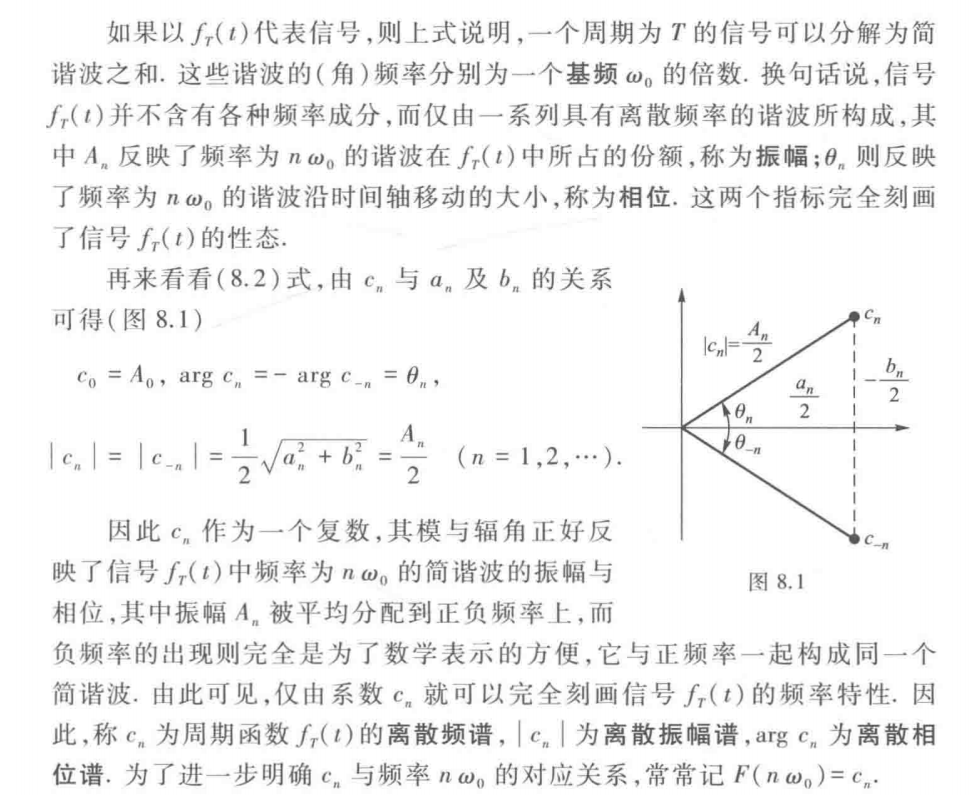 如果以 f_T(t)代表信号,则上式说明,一个周期为 T 的信号可以分解为简
谐波之和. 这些谐波的(角)频率分别为一个基频 ω₀ 的倍数. 换句话说,信号
f_T(t)并不含有各种频率成分,而仅由一系列具有离散频率的谐波所构成,其
中 A_n 反映了频率为 nω₀ 的谐波在 f_T(t)中所占的份额,称为振幅;θ_n 则反映
了频率为 nω₀ 的谐波沿时间轴移动的大小,称为相位. 这两个指标完全刻画
了信号 f_T(t)的性态.
再来看看(8.2)式,由 c_n 与 a_n 及 b_n 的关系
可得(图 8.1)
c₀ = A₀, arg c_n = - arg c_{-n} = θ_n,
|c_n| = |c_{-n}| = 1/2 √(a_n² + b_n²) = A_n/2 (n = 1,2,⋯).
因此 c_n 作为一个复数,其模与辐角正好反
映了信号 f_T(t)中频率为 nω₀ 的简谐波的振幅与
相位,其中振幅 A_n 被平均分配到正负频率上,而
c_n
|c_n|=A_n/2
a_n/2
-b_n/2
θ_n
θ_{-n}
c_{-n}
图 8.1
负频率的出现则完全是为了数学表示的方便,它与正频率一起构成同一个
简谐波. 由此可见,仅由系数 c_n 就可以完全刻画信号 f_T(t)的频率特性. 因
此,称 c_n 为周期函数 f_T(t)的离散频谱,|c_n|为离散振幅谱,arg c_n 为离散相
位谱. 为了进一步明确 c_n 与频率 nω₀ 的对应关系,常常记 F(nω₀)= c_n.